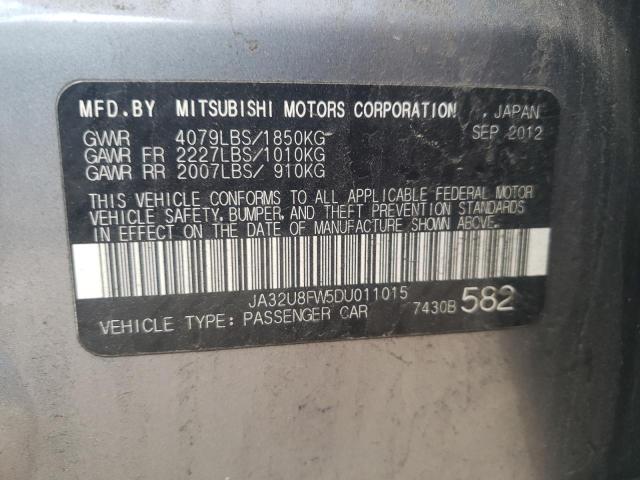 MFD.BY MITSUBISHI MOTORS CORPORATION , JAPAN
GVWR 4079LBS/1850KG SEP 2012
GAWR FR 2227LBS/1010KG
GAWR RR 2007LBS/ 910KG
THIS VEHICLE CONFORMS TO ALL APPLICABLE FEDERAL MOTOR
VEHICLE SAFETY, BUMPER, AND THEFT PREVENTION STANDARDS
IN EFFECT ON THE DATE OF MANUFACTURE SHOWN ABOVE.
JA32U8FW5DU011015
VEHICLE TYPE: PASSENGER CAR 7430B 582